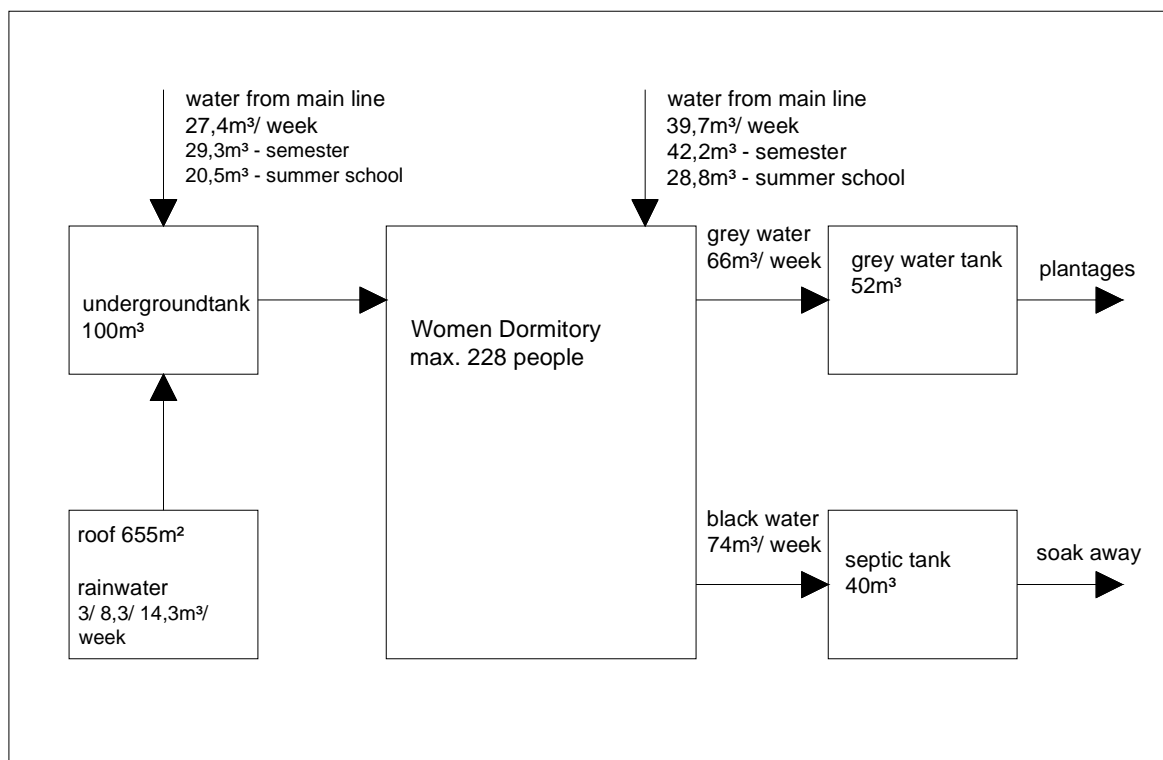 water from main line
27,4m³/ week
29,3m³ - semester
20,5m³ - summer school
water from main line
39,7m³/ week
42,2m³ - semester
28,8m³ - summer school
undergroundtank
100m³
Women Dormitory
max. 228 people
grey water
66m³/ week
grey water tank
52m³
plantages
roof 655m²
rainwater
3/ 8,3/ 14,3m³/
week
black water
74m³/ week
septic tank
40m³
soak away